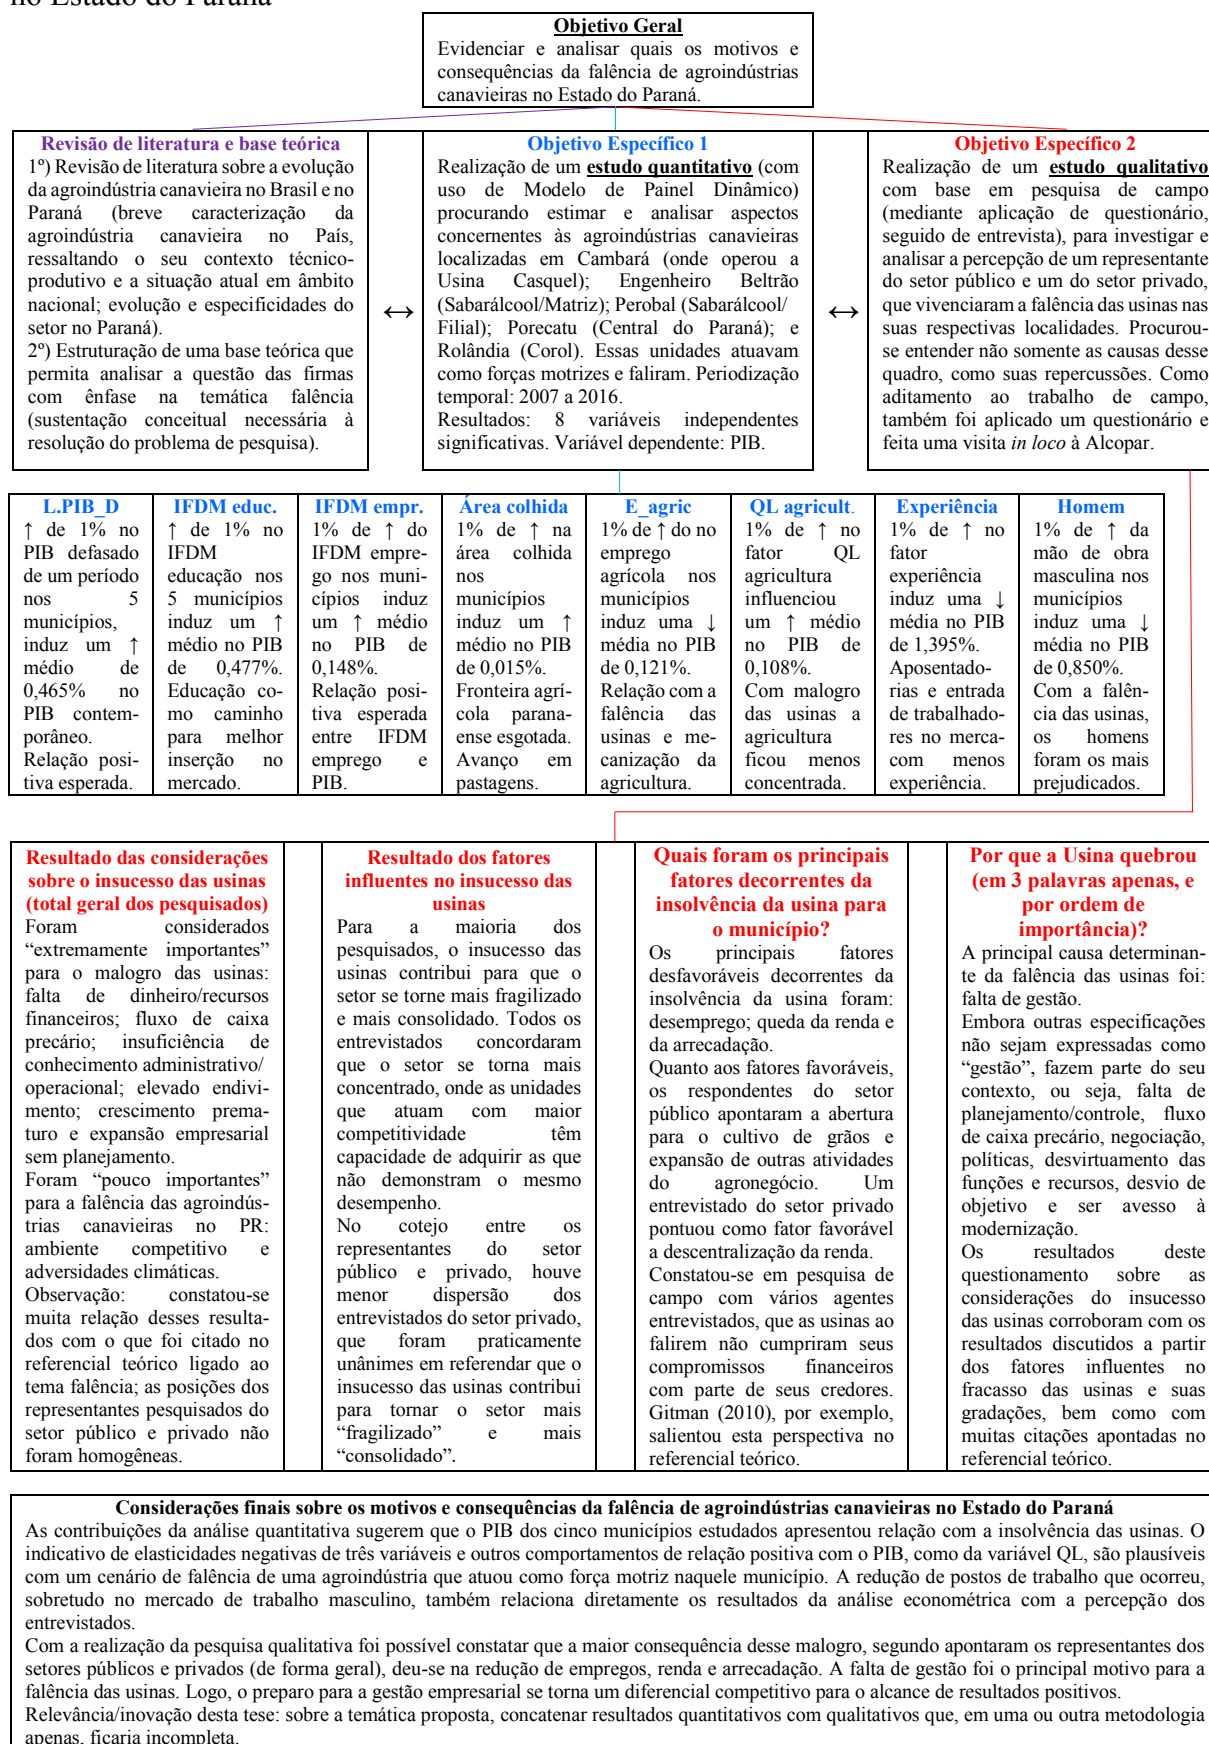 no Estado do Paraná
Objetivo Geral
Evidenciar e analisar quais os motivos e
consequências da falência de agroindústrias
canavieiras no Estado do Paraná.
Revisão de literatura e base teórica
1º) Revisão de literatura sobre a evolução
da agroindústria canavieira no Brasil e no
Paraná (breve caracterização da
agroindústria canavieira no País,
ressaltando o seu contexto técnico-
produtivo e a situação atual em âmbito
nacional; evolução e especificidades do
setor no Paraná).
2º) Estruturação de uma base teórica que
permita analisar a questão das firmas
com ênfase na temática falência
(sustentação conceitual necessária à
resolução do problema de pesquisa).
↔
Objetivo Específico 1
Realização de um estudo quantitativo (com
uso de Modelo de Painel Dinâmico)
procurando estimar e analisar aspectos
concernentes às agroindústrias canavieiras
localizadas em Cambará (onde operou a
Usina Casquel); Engenheiro Beltrão
(Sabarálcool/Matriz); Perobal (Sabarálcool/
Filial); Porecatu (Central do Paraná); e
Rolândia (Corol). Essas unidades atuavam
como forças motrizes e faliram. Periodização
temporal: 2007 a 2016.
Resultados: 8 variáveis independentes
significativas. Variável dependente: PIB.
↔
Objetivo Específico 2
Realização de um estudo qualitativo
com base em pesquisa de campo
(mediante aplicação de questionário,
seguido de entrevista), para investigar e
analisar a percepção de um representante
do setor público e um do setor privado,
que vivenciaram a falência das usinas nas
suas respectivas localidades. Procurou-
se entender não somente as causas desse
quadro, como suas repercussões. Como
aditamento ao trabalho de campo,
também foi aplicado um questionário e
feita uma visita in loco à Alcopar.
L.PIB_D
↑ de 1% no
PIB defasado
de um período
nos 5
municípios,
induz um ↑
médio de
0,465% no
PIB contem-
porâneo.
Relação posi-
tiva esperada.
IFDM educ.
↑ de 1% no
IFDM
educação nos
5 municípios
induz um ↑
médio no PIB
de 0,477%.
Educação co-
mo caminho
para melhor
inserção no
mercado.
IFDM empr.
1% de ↑ do
IFDM empre-
go nos muni-
cípios induz
um ↑ médio
no PIB de
0,148%.
Relação posi-
tiva esperada
entre IFDM
emprego e
PIB.
Área colhida
1% de ↑ na
área colhida
nos
municípios
induz um ↑
médio no PIB
de 0,015%.
Fronteira agrí-
cola parana-
ense esgotada.
Avanço em
pastagens.
E_agric
1% de ↑ do no
emprego
agrícola nos
municípios
induz uma ↓
média no PIB
de 0,121%.
Relação com a
falência das
usinas e me-
canização da
agricultura.
QL agricult.
1% de ↑ no
fator QL
agricultura
influenciou
um ↑ médio
no PIB de
0,108%.
Com malogro
das usinas a
agricultura
ficou menos
concentrada.
Experiência
1% de ↑ no
fator
experiência
induz uma ↓
média no PIB
de 1,395%.
Aposentado-
rias e entrada
de trabalhado-
res no merca-
com menos
experiência.
Homem
1% de ↑ da
mão de obra
masculina nos
municípios
induz uma ↓
média no PIB
de 0,850%.
Com a falên-
cia das usinas,
os homens
foram os mais
prejudicados.
Resultado das considerações
sobre o insucesso das usinas
(total geral dos pesquisados)
Foram considerados
“extremamente importantes”
para o malogro das usinas:
falta de dinheiro/recursos
financeiros; fluxo de caixa
precário; insuficiência de
conhecimento administrativo/
operacional; elevado endivi-
mento; crescimento prema-
turo e expansão empresarial
sem planejamento.
Foram “pouco importantes”
para a falência das agroindús-
trias canavieiras no PR:
ambiente competitivo e
adversidades climáticas.
Observação: constatou-se
muita relação desses resulta-
dos com o que foi citado no
referencial teórico ligado ao
tema falência; as posições dos
representantes pesquisados do
setor público e privado não
foram homogêneas.
Resultado dos fatores
influentes no insucesso das
usinas
Para a maioria dos
pesquisados, o insucesso das
usinas contribui para que o
setor se torne mais fragilizado
e mais consolidado. Todos os
entrevistados concordaram
que o setor se torna mais
concentrado, onde as unidades
que atuam com maior
competitividade têm
capacidade de adquirir as que
não demonstram o mesmo
desempenho.
No cotejo entre os
representantes do setor
público e privado, houve
menor dispersão dos
entrevistados do setor privado,
que foram praticamente
unânimes em referendar que o
insucesso das usinas contribui
para tornar o setor mais
“fragilizado” e mais
“consolidado”.
Quais foram os principais
fatores decorrentes da
insolvência da usina para
o município?
Os principais fatores
desfavoráveis decorrentes da
insolvência da usina foram:
desemprego; queda da renda e
da arrecadação.
Quanto aos fatores favoráveis,
os respondentes do setor
público apontaram a abertura
para o cultivo de grãos e
expansão de outras atividades
do agronegócio. Um
entrevistado do setor privado
pontuou como fator favorável
a descentralização da renda.
Constatou-se em pesquisa de
campo com vários agentes
entrevistados, que as usinas ao
falirem não cumpriram seus
compromissos financeiros
com parte de seus credores.
Gitman (2010), por exemplo,
salientou esta perspectiva no
referencial teórico.
Por que a Usina quebrou
(em 3 palavras apenas, e
por ordem de
importância)?
A principal causa determinan-
te da falência das usinas foi:
falta de gestão.
Embora outras especificações
não sejam expressadas como
“gestão”, fazem parte do seu
contexto, ou seja, falta de
planejamento/controle, fluxo
de caixa precário, negociação,
políticas, desvirtuamento das
funções e recursos, desvio de
objetivo e ser avesso à
modernização.
Os resultados deste
questionamento sobre as
considerações do insucesso
das usinas corroboram com os
resultados discutidos a partir
dos fatores influentes no
fracasso das usinas e suas
gradações, bem como com
muitas citações apontadas no
referencial teórico.
Considerações finais sobre os motivos e consequências da falência de agroindústrias canavieiras no Estado do Paraná
As contribuições da análise quantitativa sugerem que o PIB dos cinco municípios estudados apresentou relação com a insolvência das usinas. O
indicativo de elasticidades negativas de três variáveis e outros comportamentos de relação positiva com o PIB, como da variável QL, são plausíveis
com um cenário de falência de uma agroindústria que atuou como força motriz naquele município. A redução de postos de trabalho que ocorreu,
sobretudo no mercado de trabalho masculino, também relaciona diretamente os resultados da análise econométrica com a percepção dos
entrevistados.
Com a realização da pesquisa qualitativa foi possível constatar que a maior consequência desse malogro, segundo apontaram os representantes dos
setores públicos e privados (de forma geral), deu-se na redução de empregos, renda e arrecadação. A falta de gestão foi o principal motivo para a
falência das usinas. Logo, o preparo para a gestão empresarial se torna um diferencial competitivo para o alcance de resultados positivos.
Relevância/inovação desta tese: sobre a temática proposta, concatenar resultados quantitativos com qualitativos que, em uma ou outra metodologia
apenas, ficaria incompleta.